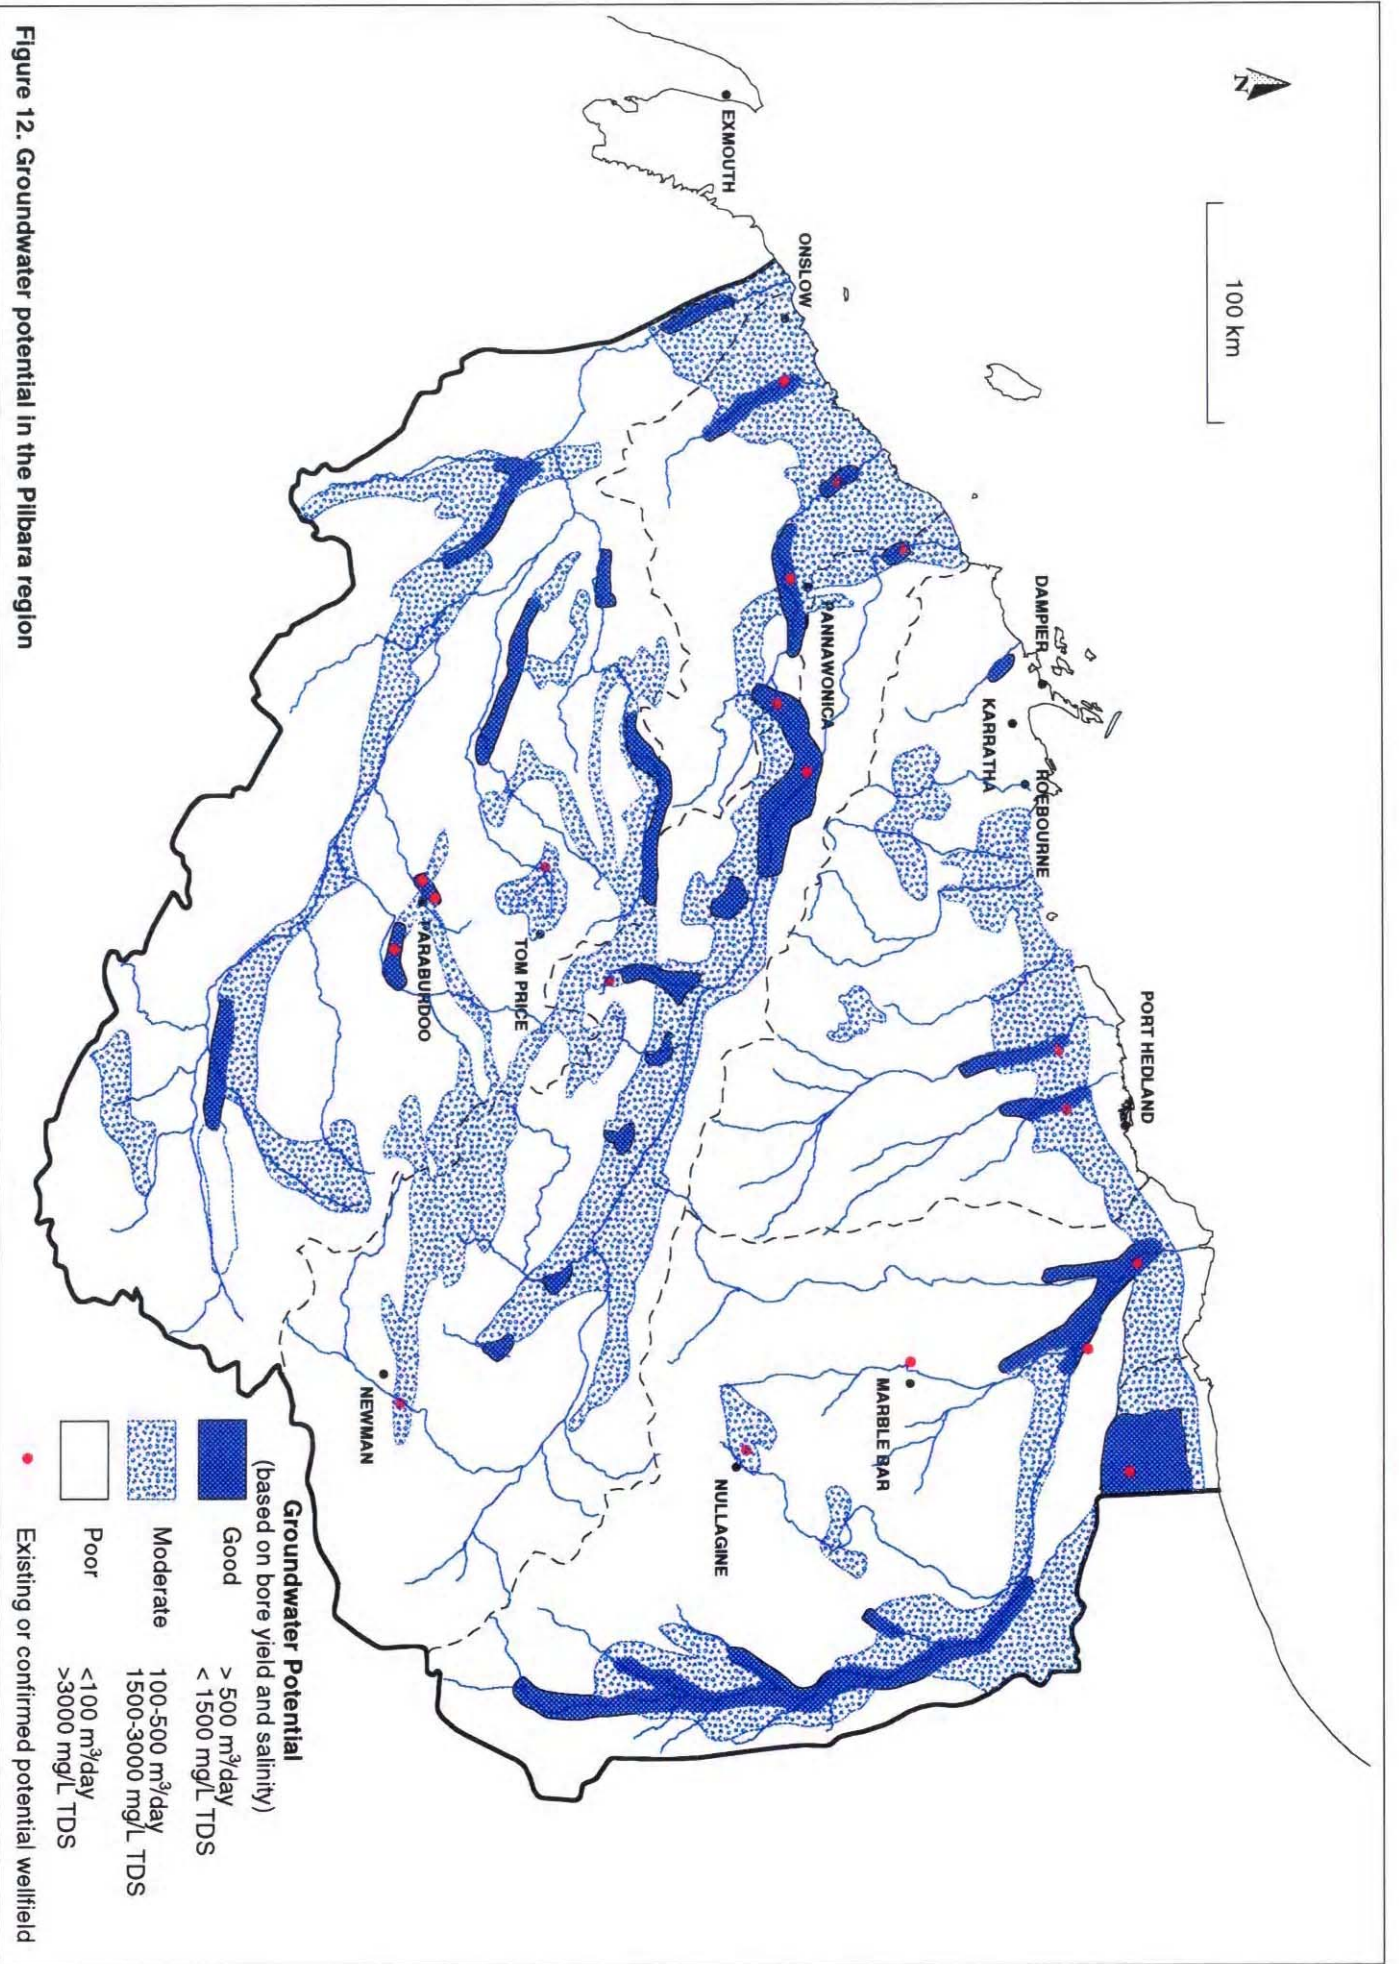 N
100 km
EXMOUTH
ONSLOW
DAMPIER
KARRATHA
ROEBOURNE
PANNAWONICA
PORT HEDLAND
TOM PRICE
PARABURDOO
MARBLE BAR
NULLAGINE
NEWMAN
Groundwater Potential
(based on bore yield and salinity)
Good > 500 m³/day
< 1500 mg/L TDS
Moderate 100-500 m³/day
1500-3000 mg/L TDS
Poor <100 m³/day
>3000 mg/L TDS
Existing or confirmed potential wellfield
Figure 12. Groundwater potential in the Pilbara region